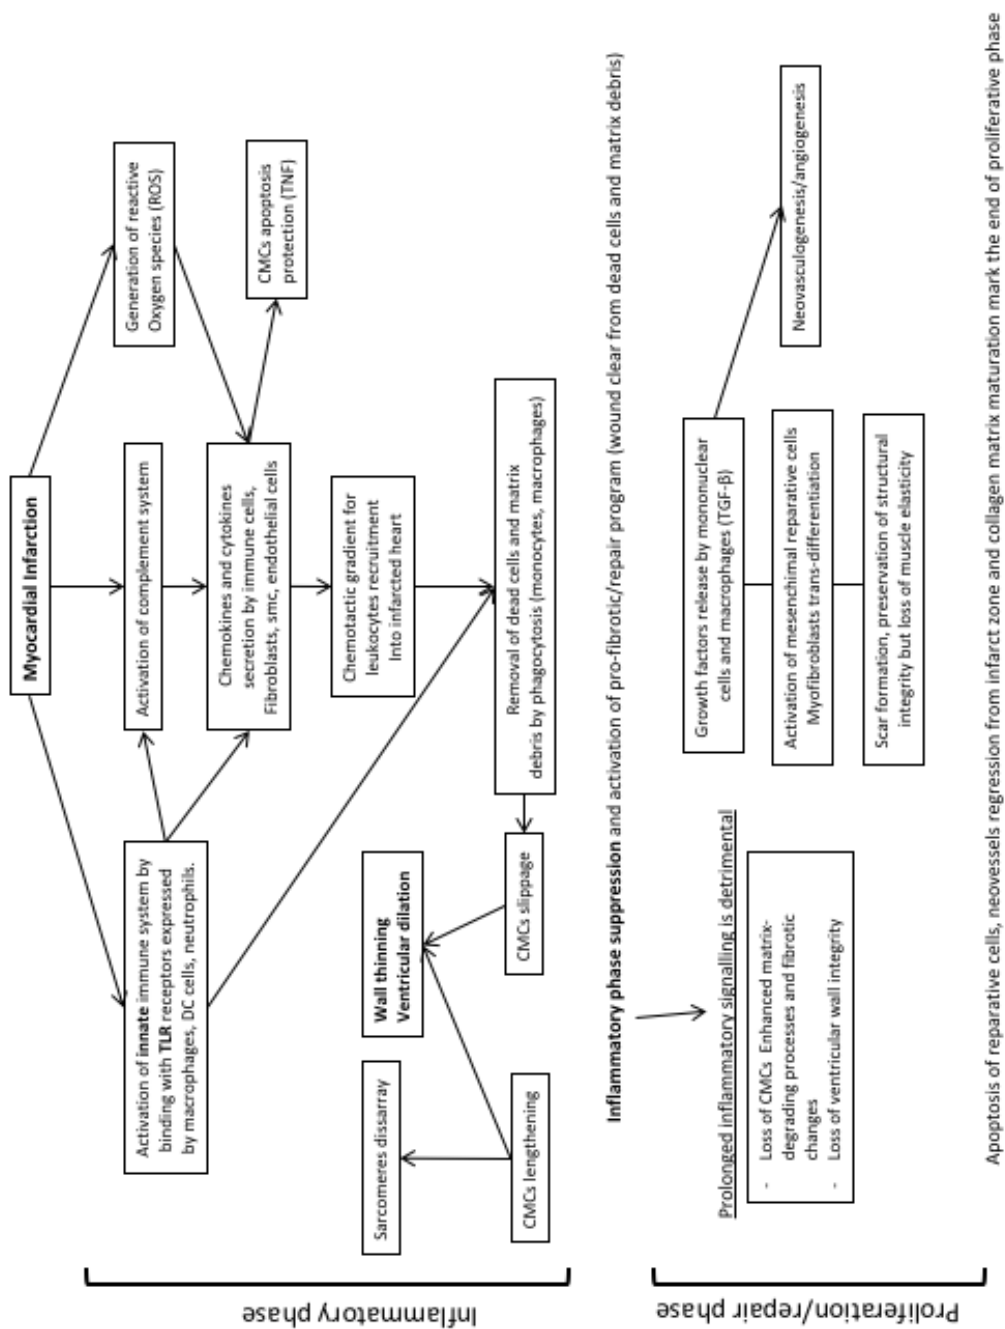 Myocardial Infarction
Activation of innate immune system by
binding with TLR receptors expressed
by macrophages, DC cells, neutrophils.
Activation of complement system
Generation of reactive
Oxygen species (ROS)
Chemokines and cytokines
secretion by immune cells,
Fibroblasts, smc, endothelial cells
CMCs apoptosis
protection (TNF)
Chemotactic gradient for
leukocytes recruitment
Into infarcted heart
Sarcomeres dissarray
Wall thinning
Ventricular dilation
CMCs lengthening
CMCs slippage
Removal of dead cells and matrix
debris by phagocytosis (monocytes, macrophages)
Inflammatory phase
Inflammatory phase suppression and activation of pro-fibrotic/repair program (wound clear from dead cells and matrix debris)
Prolonged inflammatory signalling is detrimental
- Loss of CMCs Enhanced matrix-
degrading processes and fibrotic
changes
- Loss of ventricular wall integrity
Growth factors release by mononuclear
cells and macrophages (TGF-β)
Neovasculogenesis/angiogenesis
Activation of mesenchimal reparative cells
Myofibroblasts trans-differentiation
Scar formation, preservation of structural
integrity but loss of muscle elasticity
Proliferation/repair phase
Apoptosis of reparative cells, neovessels regression from infarct zone and collagen matrix maturation mark the end of proliferative phase